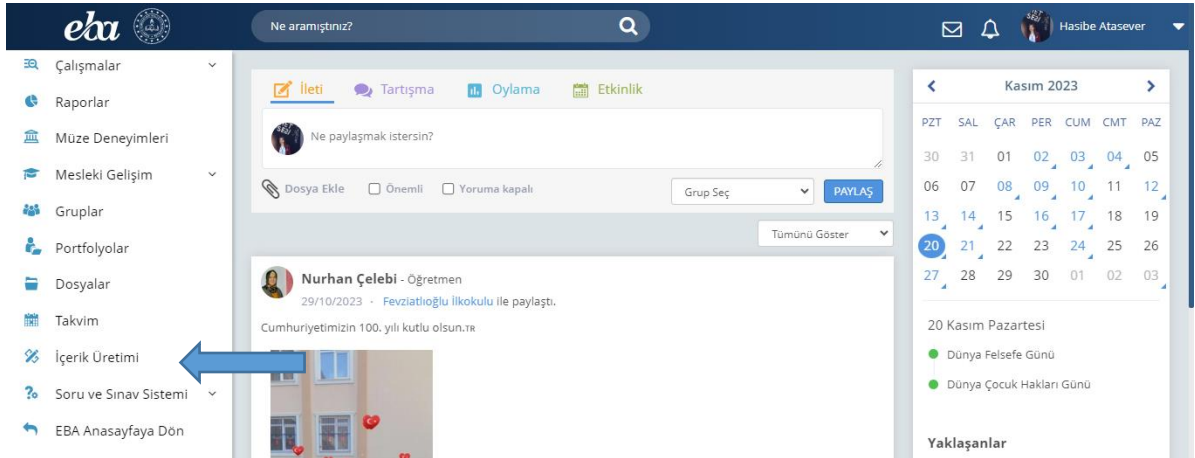 eba
Ne aramıştınız?
Hasibe Atasever
Çalışmalar
Raporlar
Müze Deneyimleri
Mesleki Gelişim
Gruplar
Portfolyolar
Dosyalar
Takvim
İçerik Üretimi
Soru ve Sınav Sistemi
EBA Anasayfaya Dön
İleti Tartışma Oylama Etkinlik
Ne paylaşmak istersin?
Dosya Ekle Önemli Yoruma kapalı Grup Seç PAYLAŞ
Tümünü Göster
Nurhan Çelebi - Öğretmen
29/10/2023 - Fevziatlıoğlu İlkokulu ile paylaştı.
Cumhuriyetimizin 100. yılı kutlu olsun.TR
Kasım 2023
PZT SAL ÇAR PER CUM CMT PAZ
30 31 01 02 03 04 05
06 07 08 09 10 11 12
13 14 15 16 17 18 19
20 21 22 23 24 25 26
27 28 29 30 01 02 03
20 Kasım Pazartesi
Dünya Felsefe Günü
Dünya Çocuk Hakları Günü
Yaklaşanlar